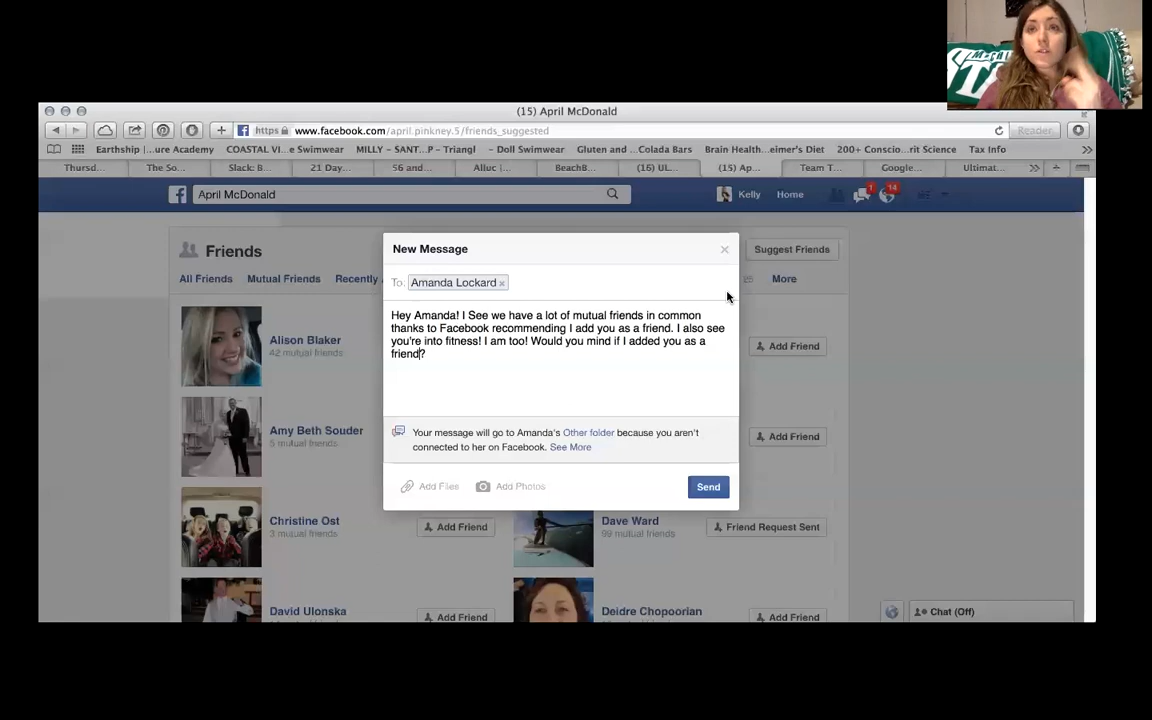 (15) April McDonald
https www.facebook.com/april.pinkney.5/friends_suggested
Reader
Earthship |...ure Academy COASTAL VI...e Swimwear MILLY – SANT...P - Triangl – Doll Swimwear Gluten and ...Colada Bars Brain Health...eimer's Diet 200+ Conscio...rit Science Tax Info
Thursd... The So... Slack: B... 21 Day... 56 and... Alluc |... BeachB... (16) UL... (15) Ap... Team T... Google... Ultimat...
April McDonald Kelly Home 1 14
Friends
Suggest Friends
All Friends Mutual Friends Recently More
New Message
To: Amanda Lockard
Hey Amanda! I See we have a lot of mutual friends in common
thanks to Facebook recommending I add you as a friend. I also see
you're into fitness! I am too! Would you mind if I added you as a
friend?
Your message will go to Amanda's Other folder because you aren't
connected to her on Facebook. See More
Add Files Add Photos Send
Alison Blaker
42 mutual friends
Add Friend
Amy Beth Souder
5 mutual friends
Add Friend
Christine Ost
3 mutual friends
Add Friend
Dave Ward
99 mutual friends
Friend Request Sent
David Ulonska
Add Friend
Deidre Chopoorian
Add Friend
Chat (Off)